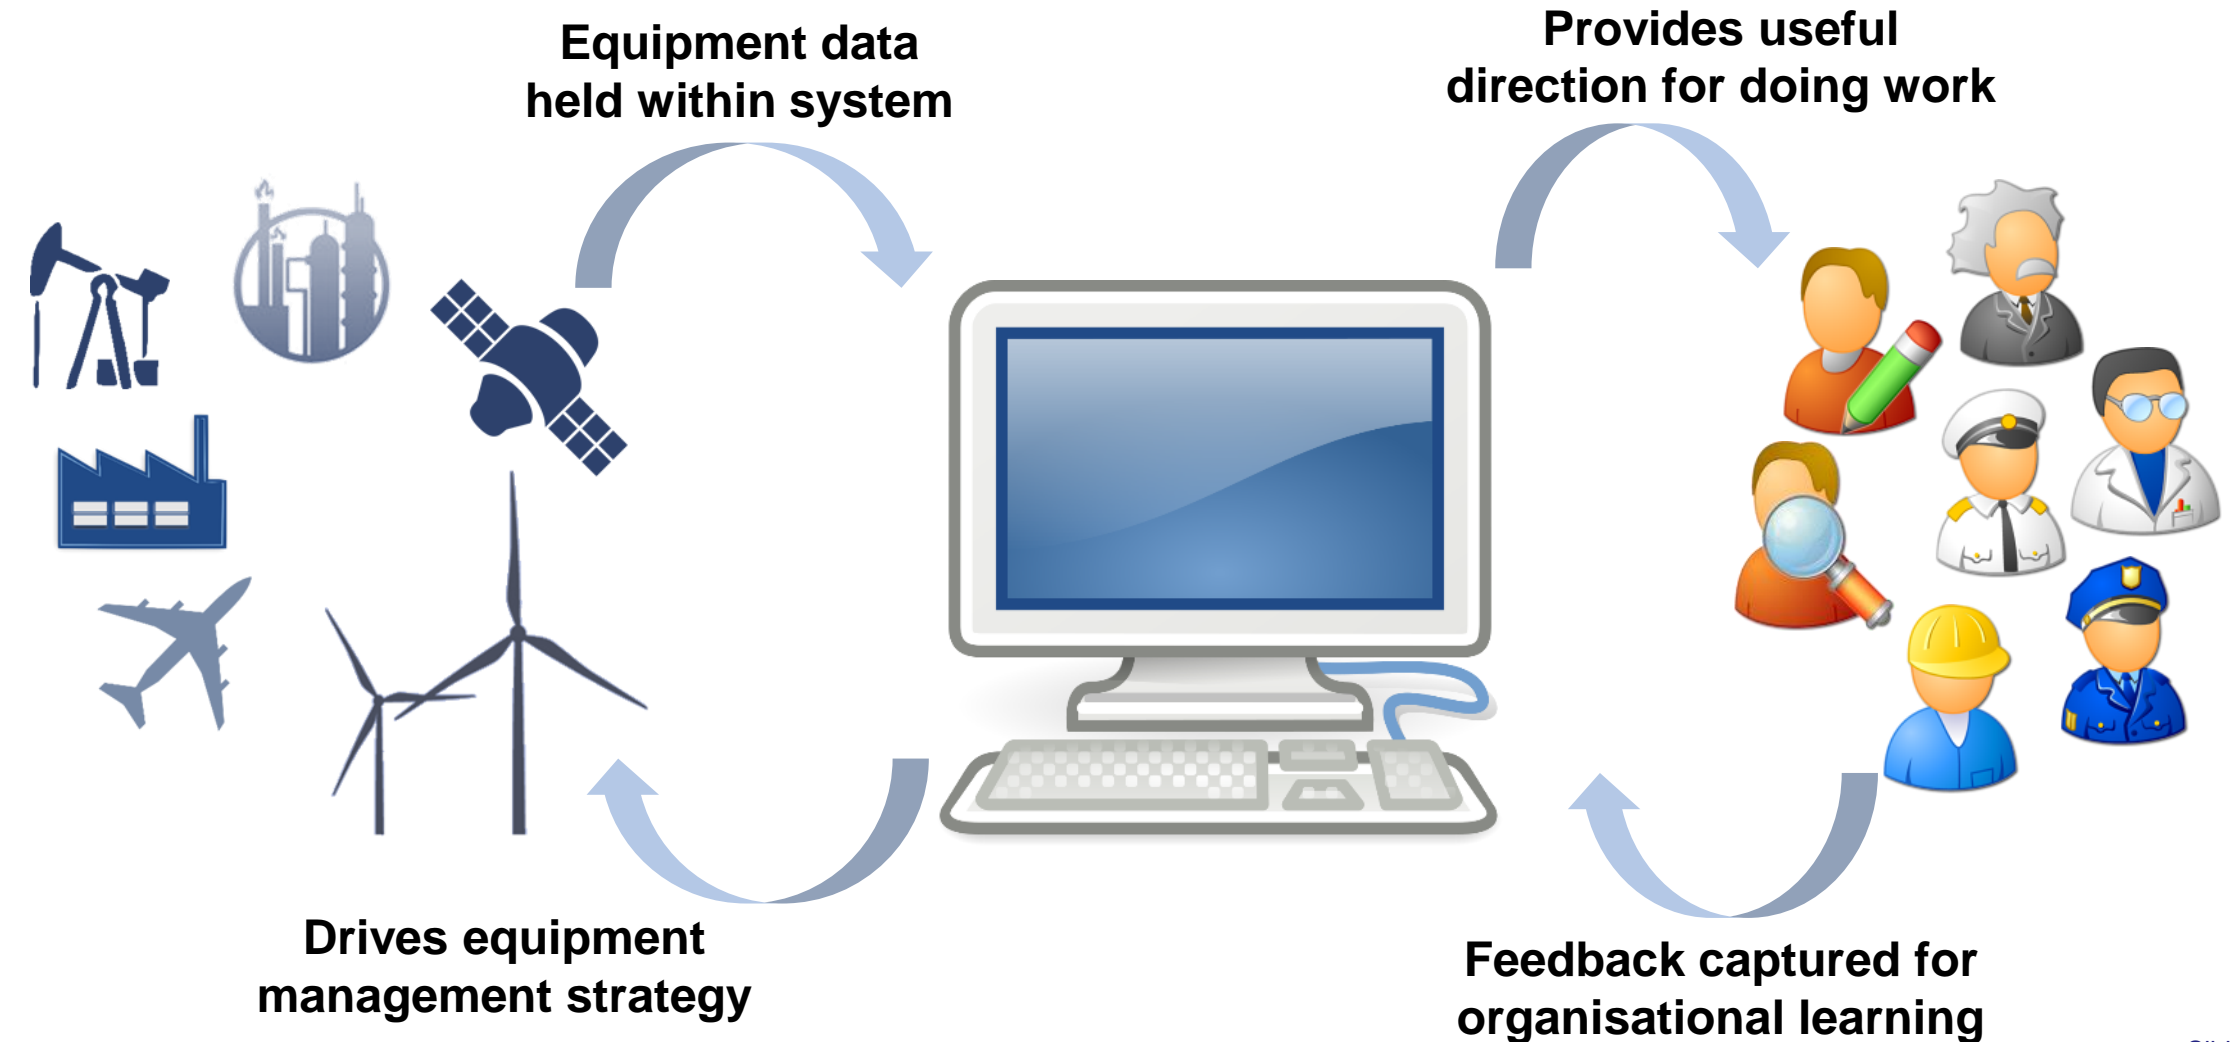 Equipment data
held within system
Provides useful
direction for doing work
Drives equipment
management strategy
Feedback captured for
organisational learning